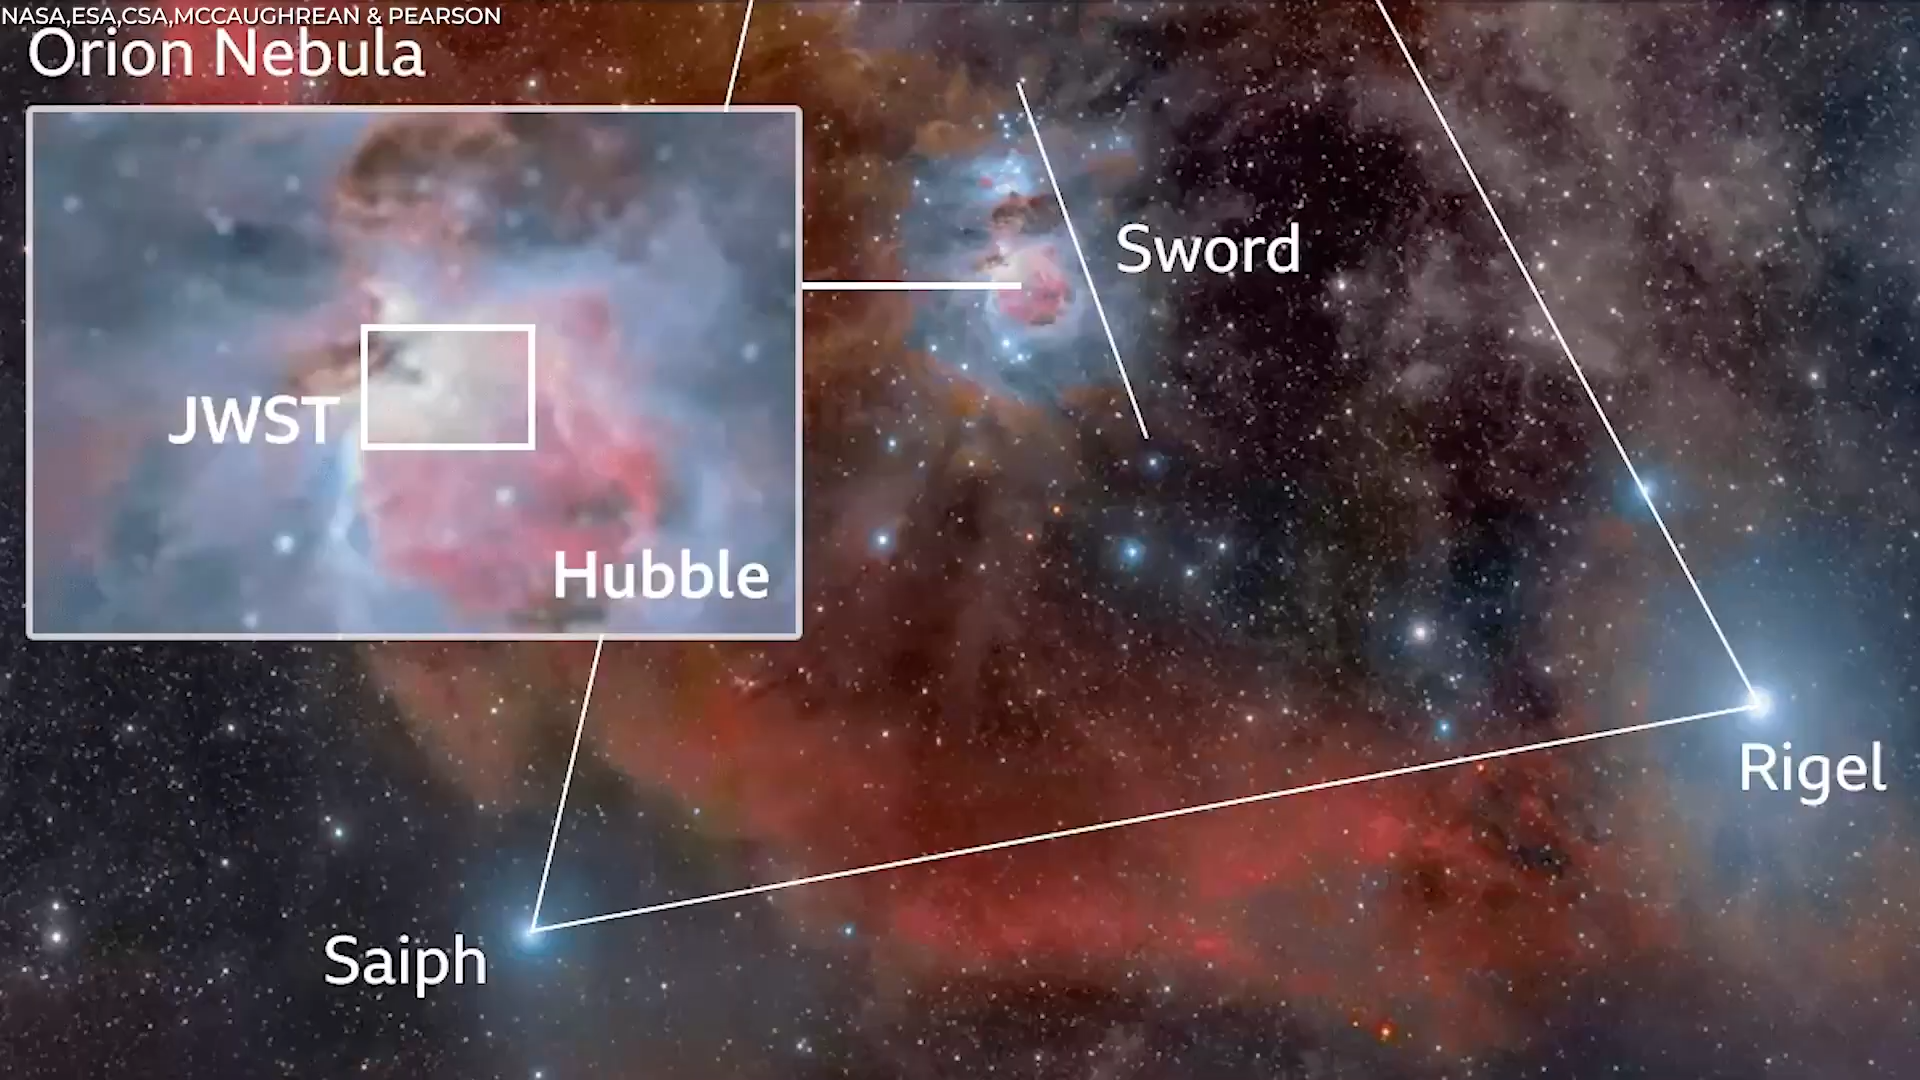 NASA,ESA,CSA,MCCAUGHREAN & PEARSON
Orion Nebula
Sword
JWST
Hubble
Rigel
Saiph